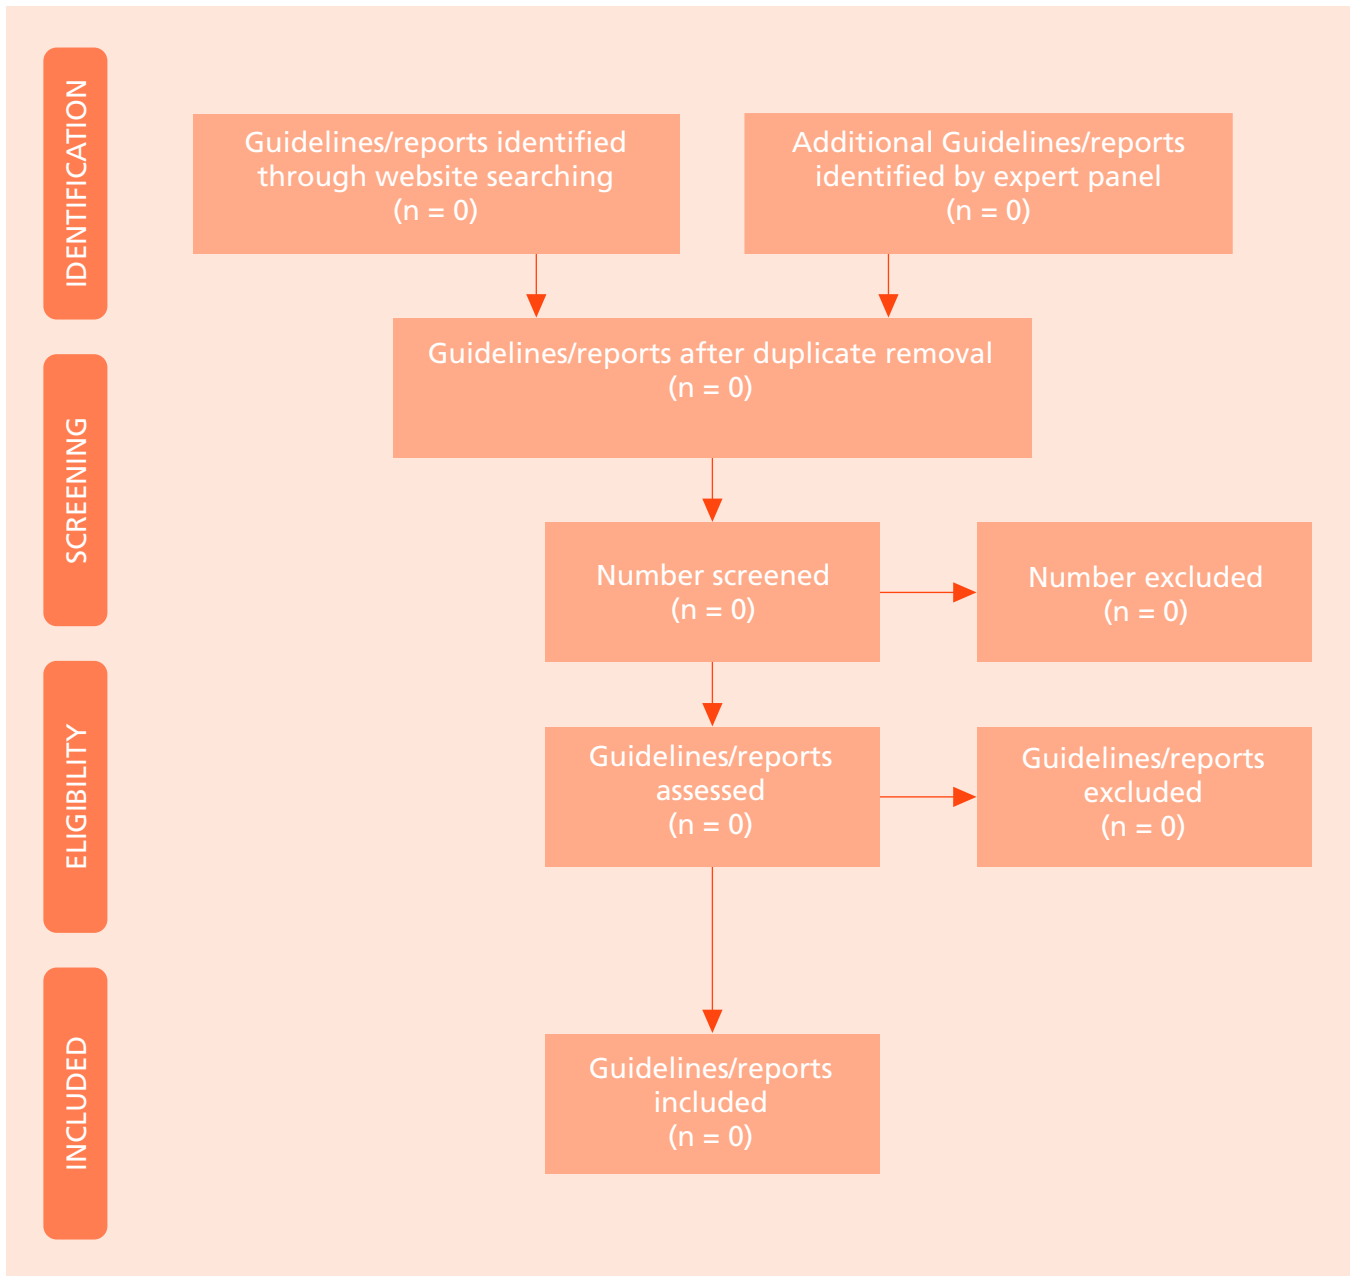 IDENTIFICATION
Guidelines/reports identified
through website searching
(n = 0)
Additional Guidelines/reports
identified by expert panel
(n = 0)
SCREENING
Guidelines/reports after duplicate removal
(n = 0)
Number screened
(n = 0)
Number excluded
(n = 0)
ELIGIBILITY
Guidelines/reports
assessed
(n = 0)
Guidelines/reports
excluded
(n = 0)
INCLUDED
Guidelines/reports
included
(n = 0)